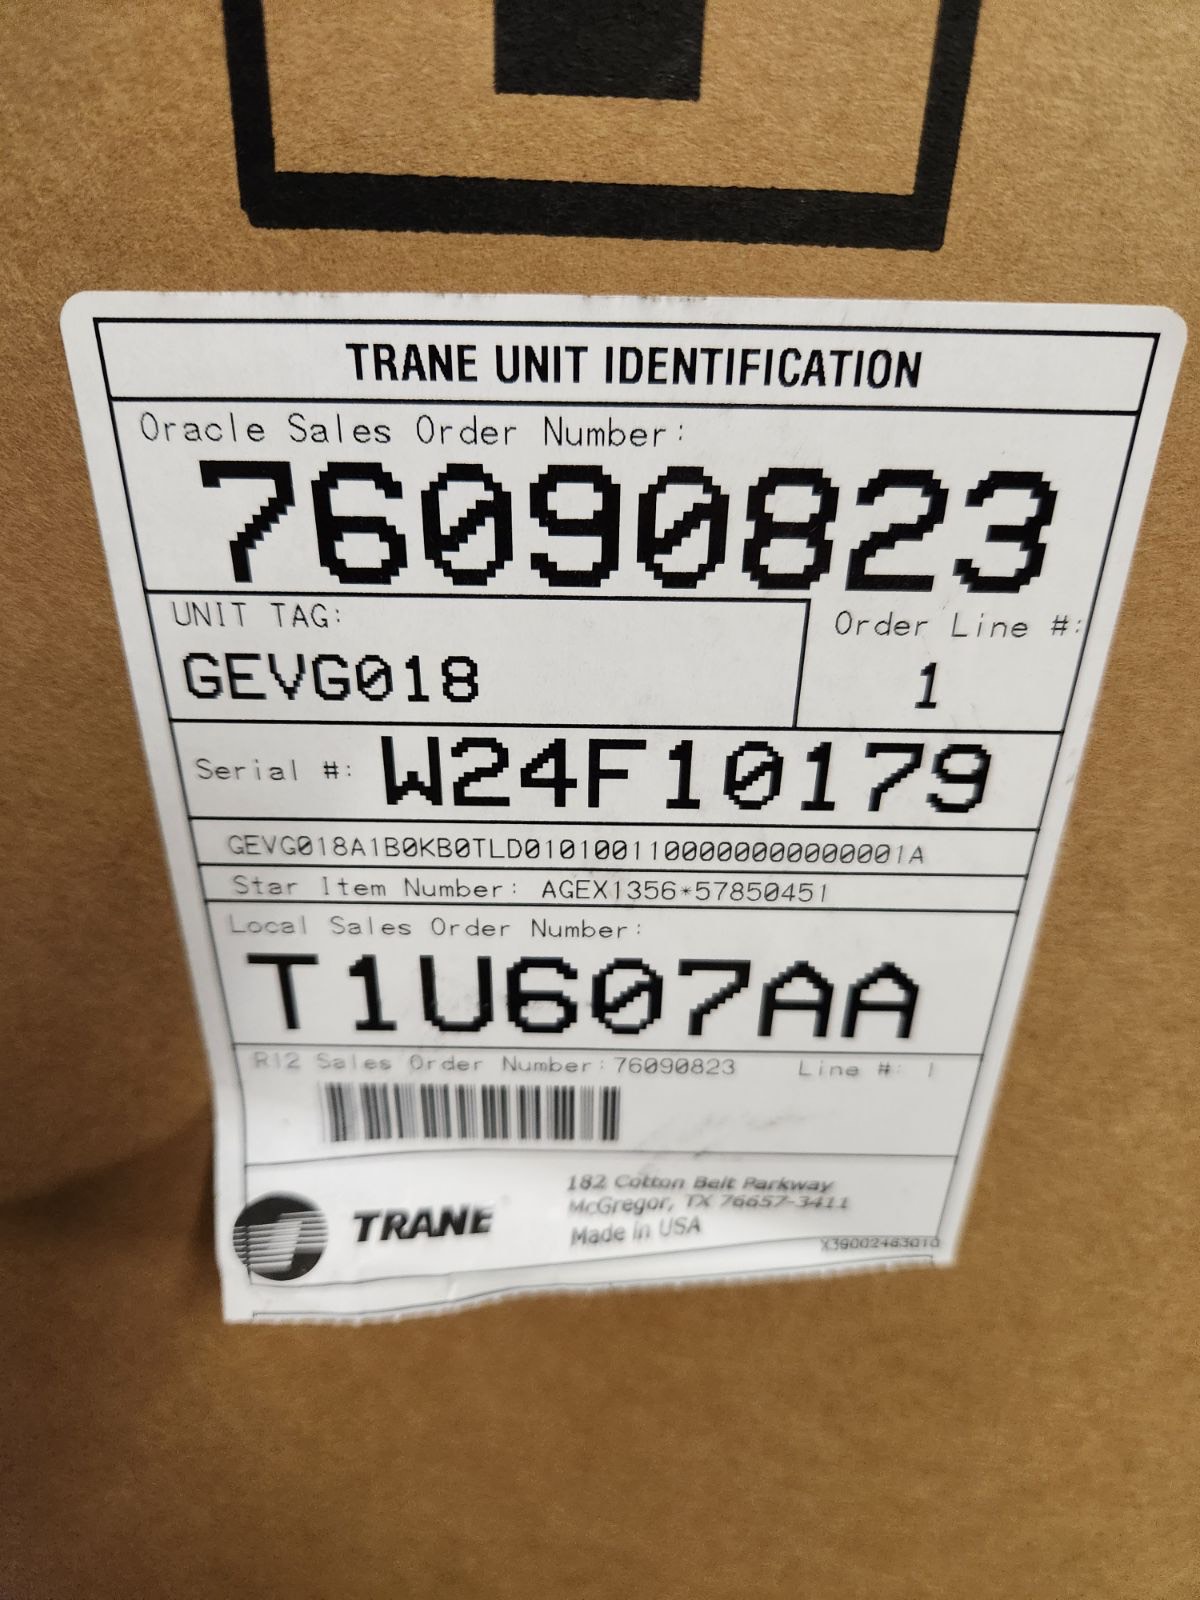 TRANE UNIT IDENTIFICATION
Oracle Sales Order Number:
76090823
UNIT TAG:
GEVG018
Order Line #:
1
Serial #: W24F10179
GEVG018A1B0KB0TLD01010011000000000000001A
Star Item Number: AGEX1356*57850451
Local Sales Order Number:
T1U607AA
R12 Sales Order Number:76090823 Line #: 1
TRANE
182 Cotton Belt Parkway
McGregor, TX 76657-3411
Made in USA
X39002463010